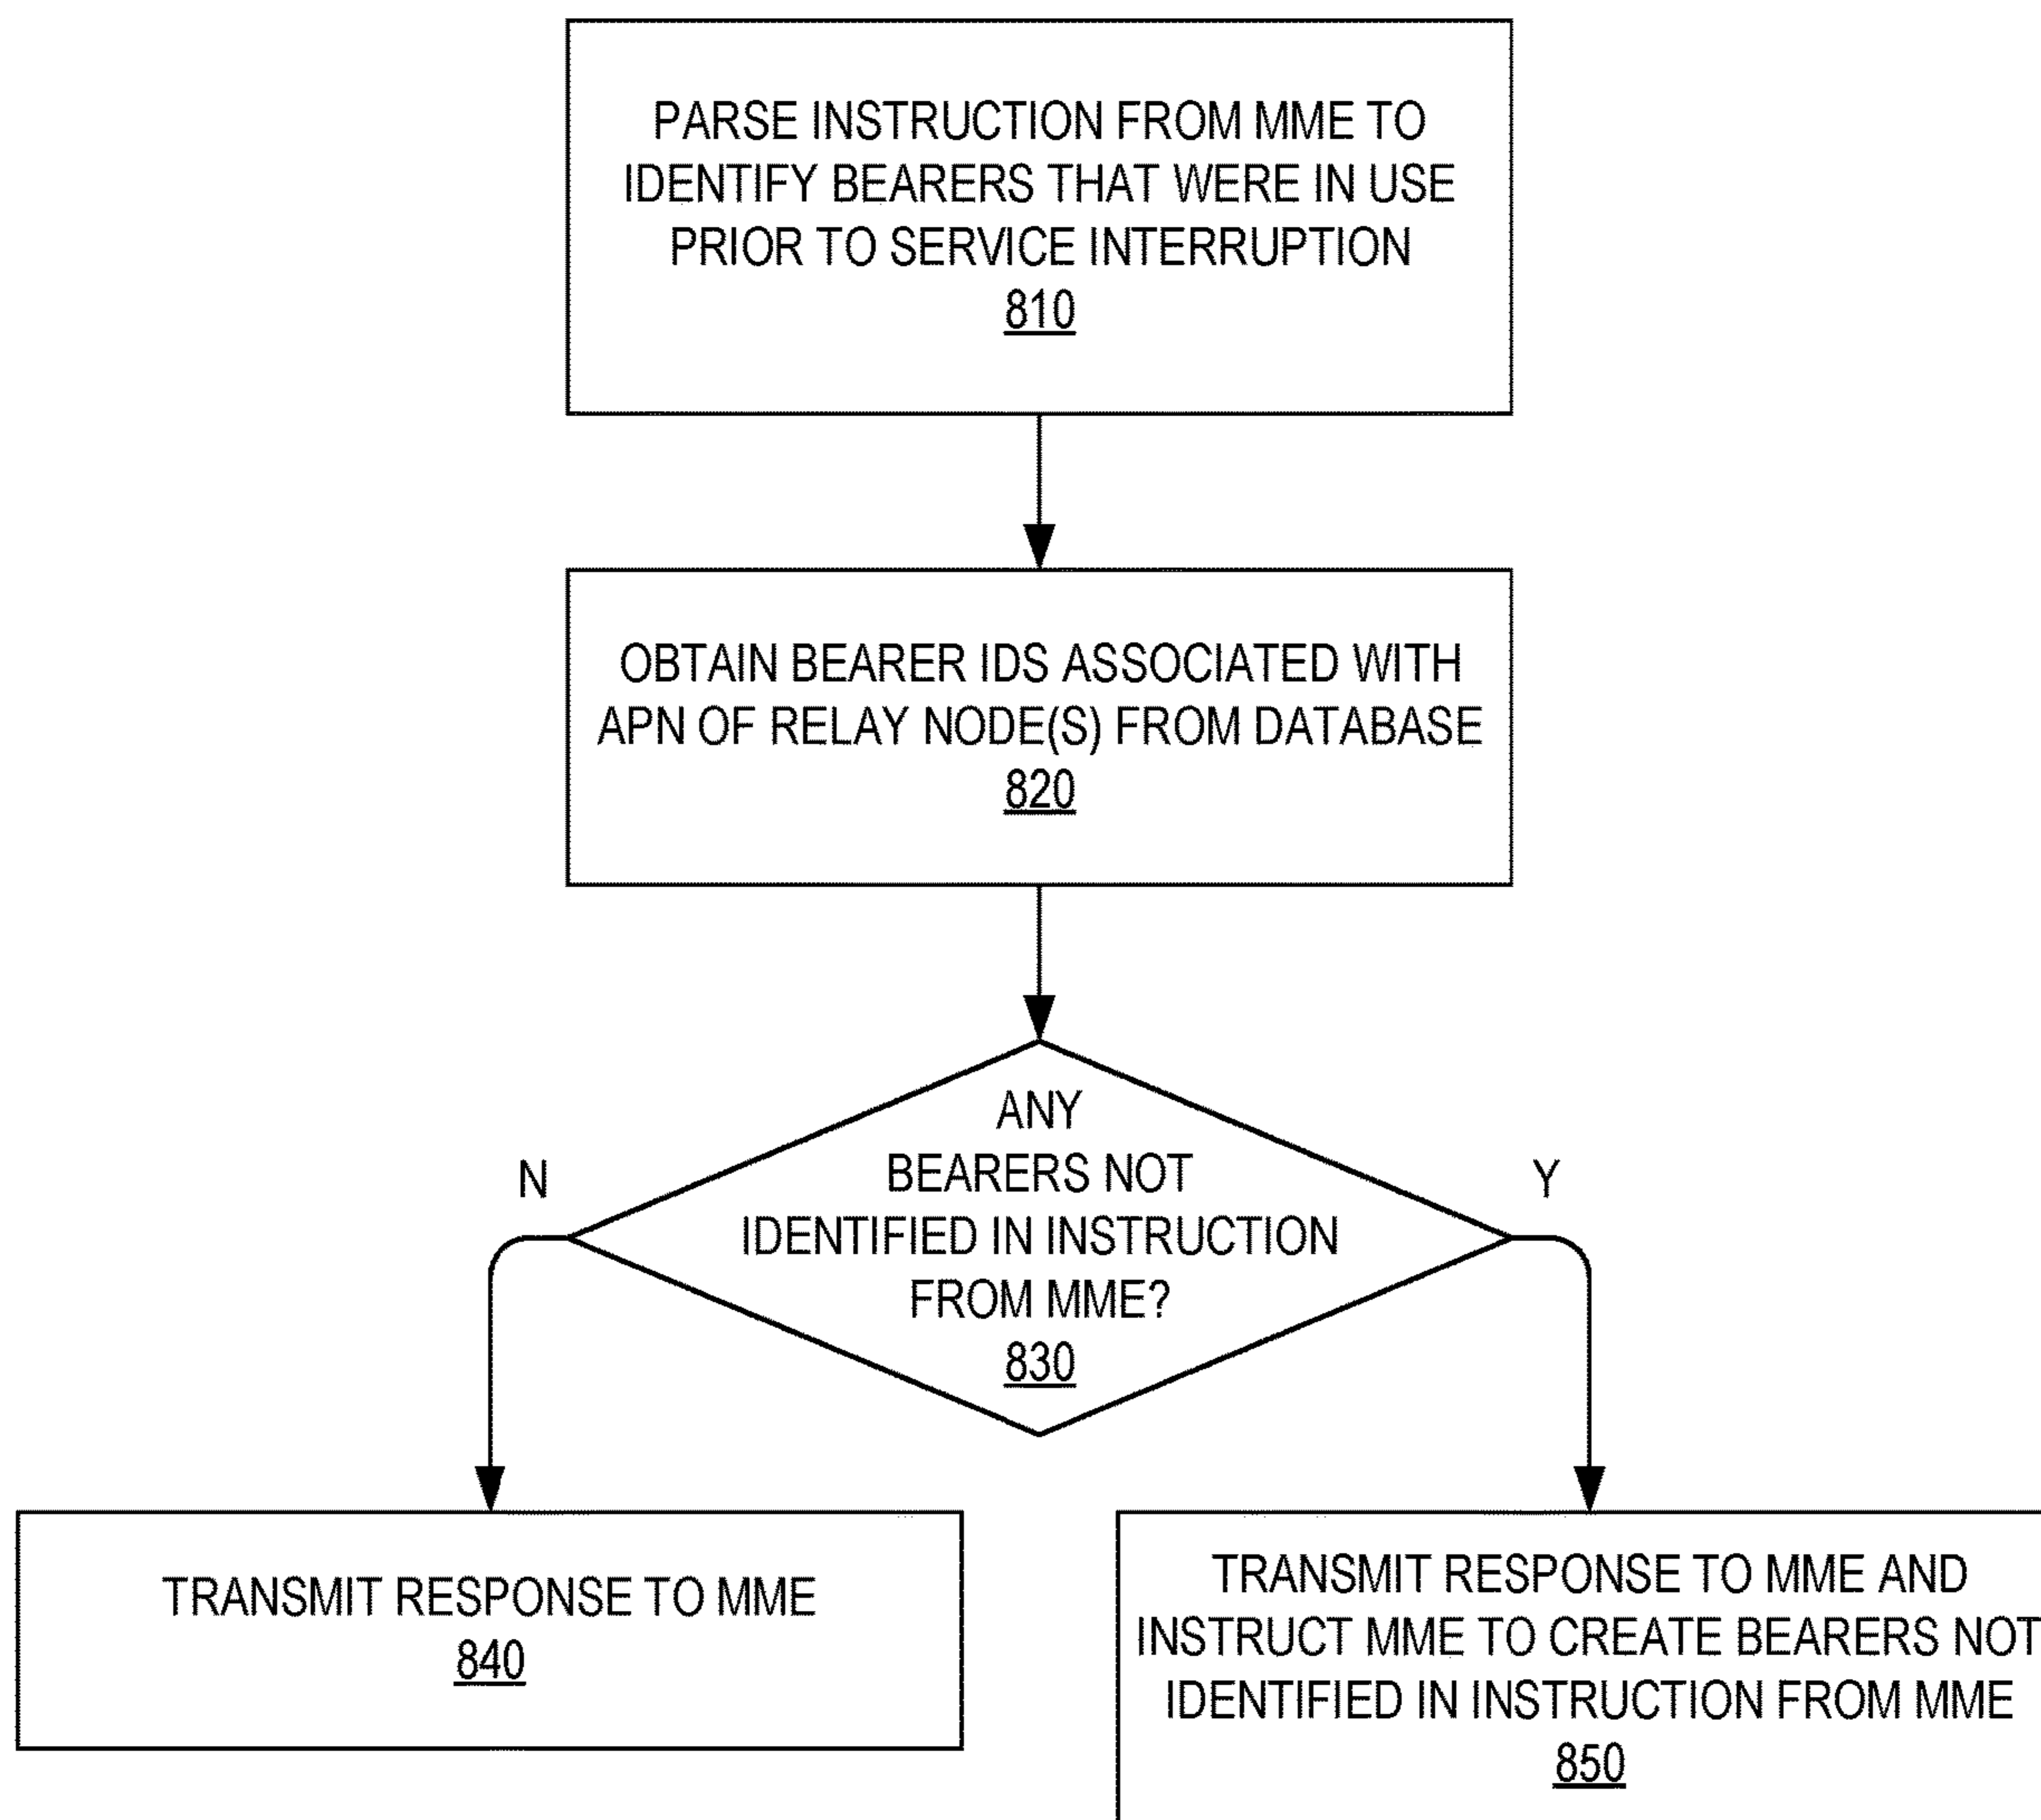 PARSE INSTRUCTION FROM MME TO
IDENTIFY BEARERS THAT WERE IN USE
PRIOR TO SERVICE INTERRUPTION
810
OBTAIN BEARER IDS ASSOCIATED WITH
APN OF RELAY NODE(S) FROM DATABASE
820
ANY
BEARERS NOT
IDENTIFIED IN INSTRUCTION
FROM MME?
830
N
Y
TRANSMIT RESPONSE TO MME
840
TRANSMIT RESPONSE TO MME AND
INSTRUCT MME TO CREATE BEARERS NOT
IDENTIFIED IN INSTRUCTION FROM MME
850